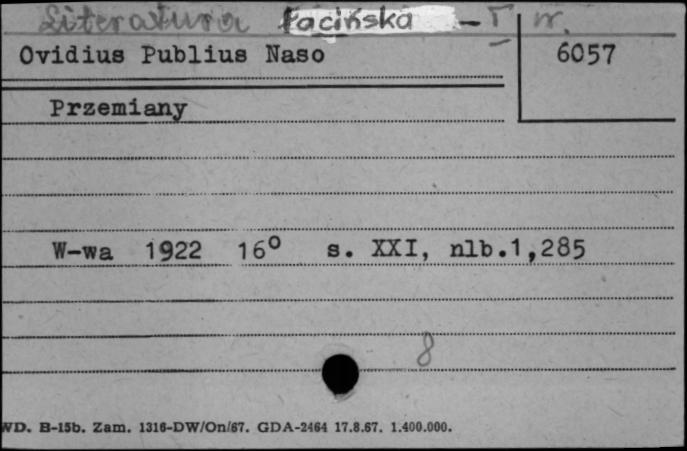 Literatura łacińska - T nr.
Ovidius Publius Naso 6057
Przemiany
W-wa 1922 16° s. XXI, nlb.1,285
8
WD. B-15b. Zam. 1316-DW/On/67. GDA-2464 17.8.67. 1.400.000.